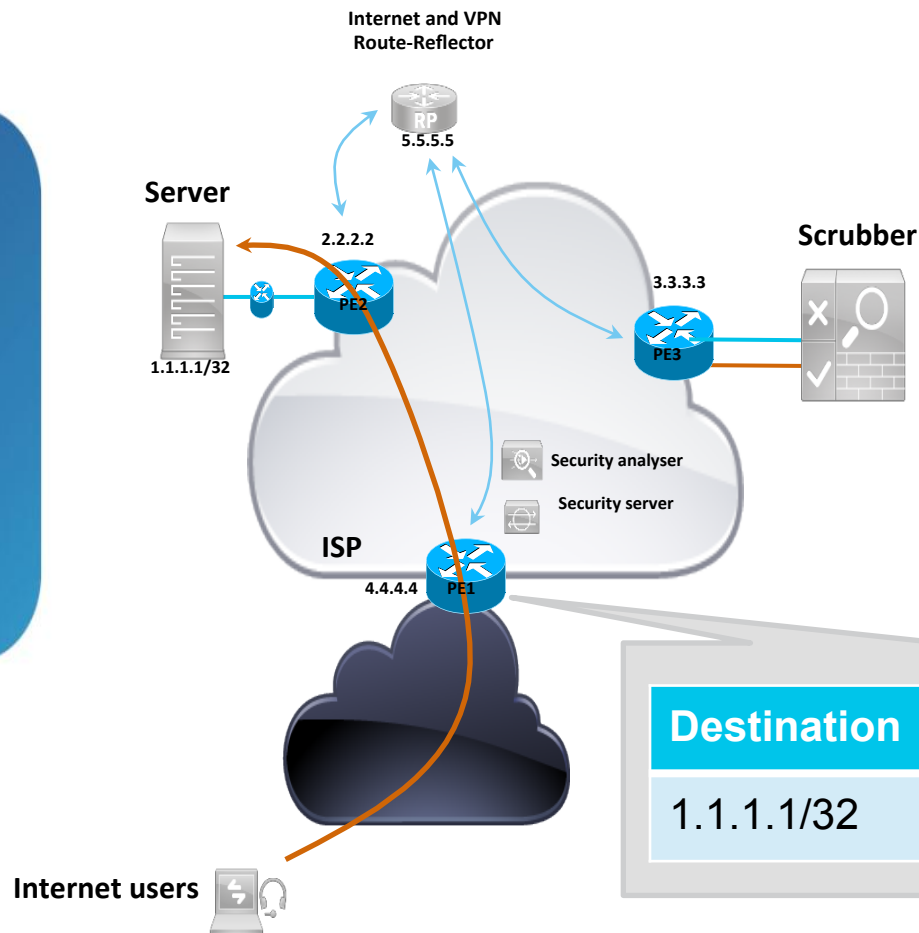 Internet and VPN
Route-Reflector
RP
5.5.5.5
Server
2.2.2.2
Scrubber
3.3.3.3
PE2
PE3
1.1.1.1/32
Security analyser
Security server
ISP
4.4.4.4
PE1
Destination
1.1.1.1/32
Internet users